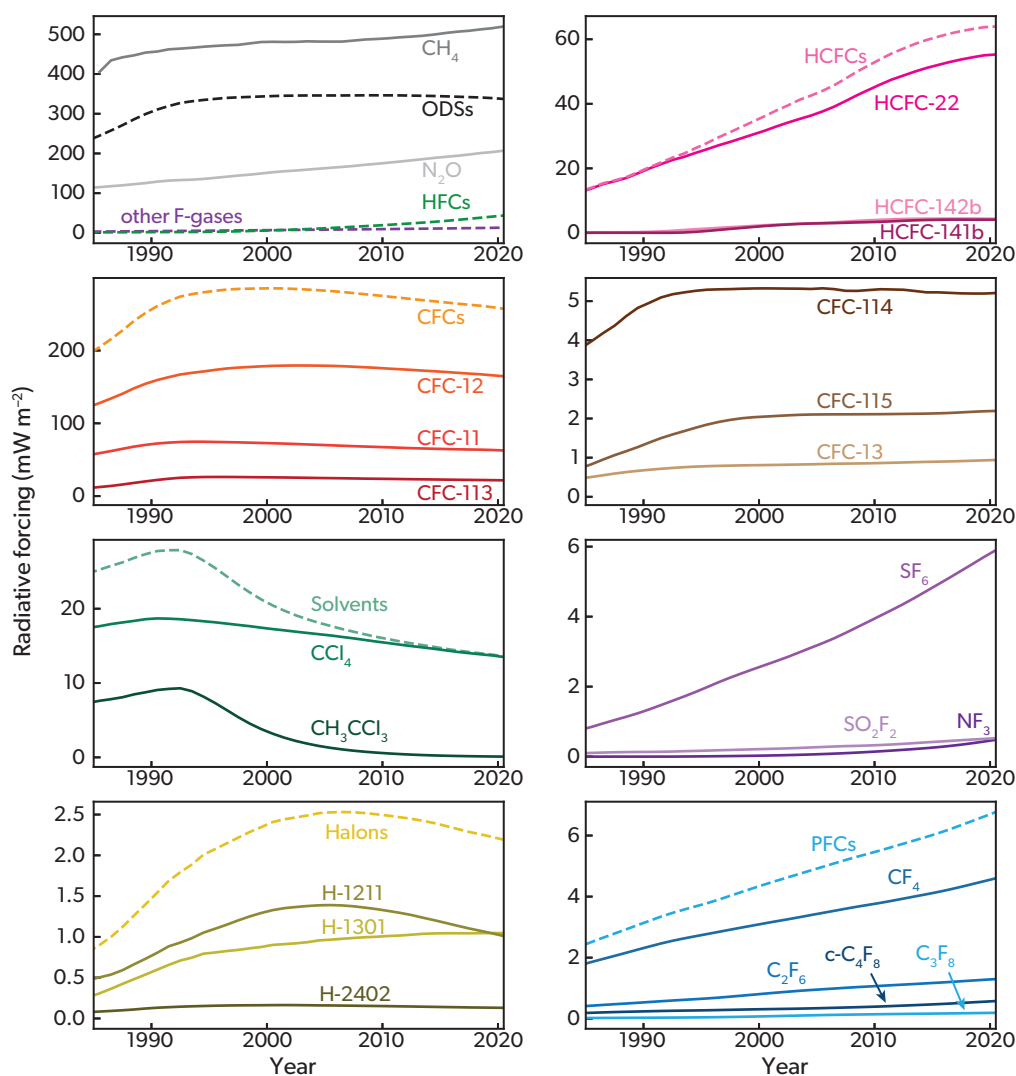 Radiative forcing (mW m⁻²)
500
400
300
200
100
0
CH₄
ODSs
N₂O
HFCs
other F-gases
1990
2000
2010
2020
60
40
20
0
HCFCs
HCFC-22
HCFC-142b
HCFC-141b
1990
2000
2010
2020
200
100
0
CFCs
CFC-12
CFC-11
CFC-113
1990
2000
2010
2020
5
4
3
2
1
0
CFC-114
CFC-115
CFC-13
1990
2000
2010
2020
20
10
0
Solvents
CCl₄
CH₃CCl₃
1990
2000
2010
2020
6
4
2
0
SF₆
SO₂F₂
NF₃
1990
2000
2010
2020
2.5
2.0
1.5
1.0
0.5
0.0
Halons
H-1211
H-1301
H-2402
1990
2000
2010
2020
Year
6
4
2
0
PFCs
CF₄
C₂F₆
c-C₄F₈
C₃F₈
1990
2000
2010
2020
Year